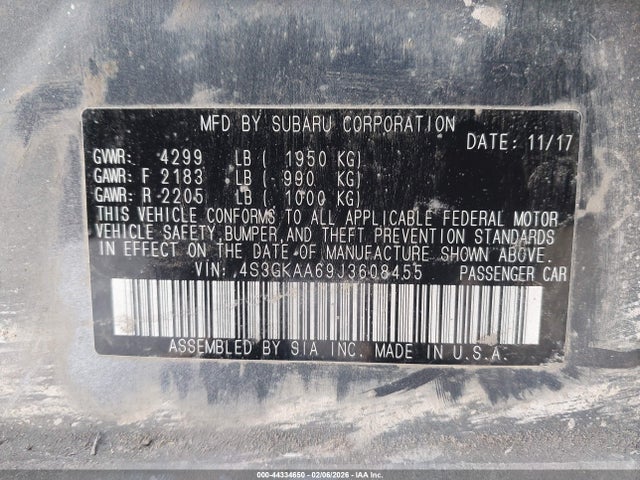 MFD BY SUBARU CORPORATION
DATE: 11/17
GVWR: 4299 LB ( 1950 KG)
GAWR: F 2183 LB ( 990 KG)
GAWR: R 2205 LB ( 1000 KG)
THIS VEHICLE CONFORMS TO ALL APPLICABLE FEDERAL MOTOR
VEHICLE SAFETY, BUMPER, AND THEFT PREVENTION STANDARDS
IN EFFECT ON THE DATE OF MANUFACTURE SHOWN ABOVE.
VIN: 4S3GKAA69J3608455 PASSENGER CAR
ASSEMBLED BY SIA INC. MADE IN U.S.A.
000-44334650 - 02/06/2026 - IAA Inc.